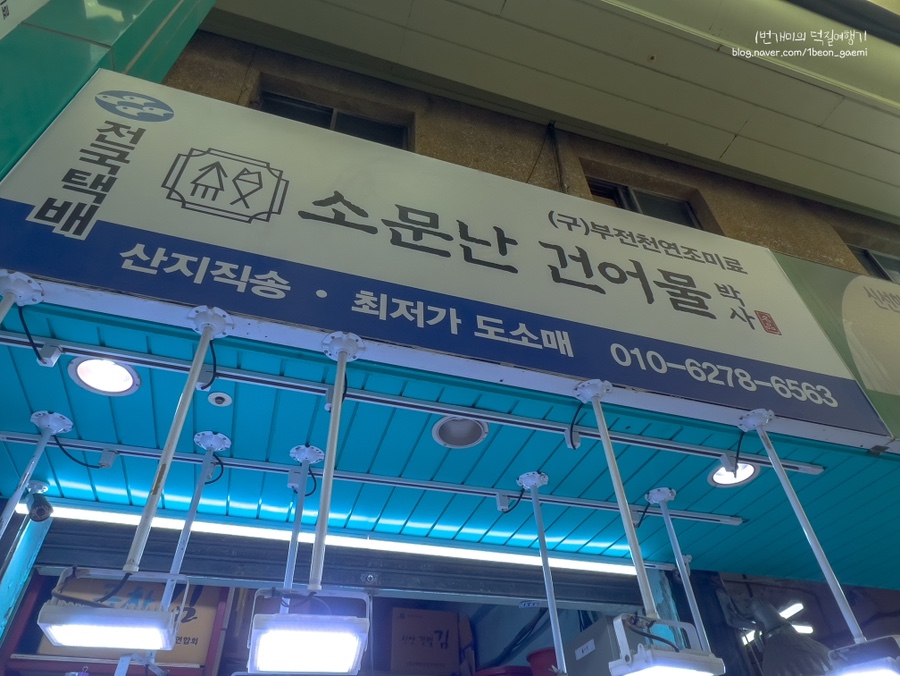 1번개미의 덕질여행기
blog.naver.com/1beon_gaemi
전국택배
(구)부전천연조미료
소문난 건어물 박사
산지직송 · 최저가 도소매
010-6278-6563
김